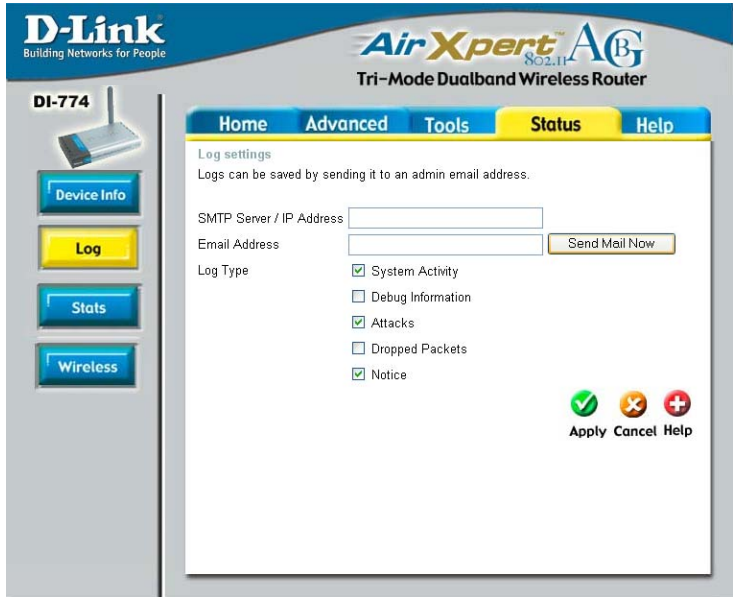 D-Link
Building Networks for People
Air Xpert™ 802.11 ABG
Tri-Mode Dualband Wireless Router
DI-774
Home Advanced Tools Status Help
Device Info
Log
Stats
Wireless
Log settings
Logs can be saved by sending it to an admin email address.
SMTP Server / IP Address
Email Address Send Mail Now
Log Type System Activity
Debug Information
Attacks
Dropped Packets
Notice
Apply Cancel Help